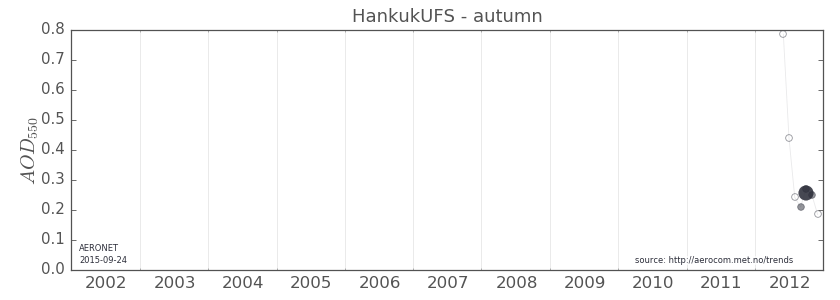 HankukUFS - autumn
0.8
0.7
0.6
0.5
0.4
0.3
0.2
0.1
0.0
AOD550
AERONET
2015-09-24
source: http://aerocom.met.no/trends
2002 2003 2004 2005 2006 2007 2008 2009 2010 2011 2012